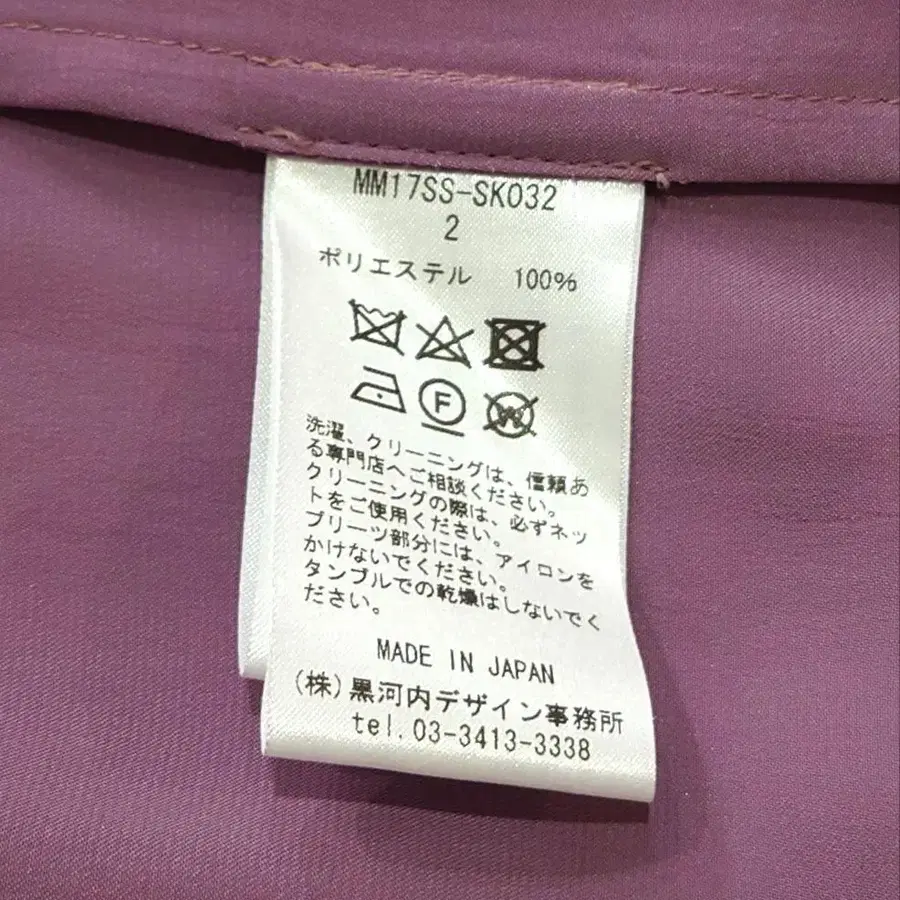 MM17SS-SK032
2
ポリエステル 100%
F
W
洗濯、クリーニングは、信頼あ
る専門店へご相談ください。
クリーニングの際は、必ずネッ
トをご使用ください。
プリーツ部分には、アイロンを
かけないでください。
タンブルでの乾燥はしないでく
ださい。
MADE IN JAPAN
(株)黒河内デザイン事務所
tel.03-3413-3338